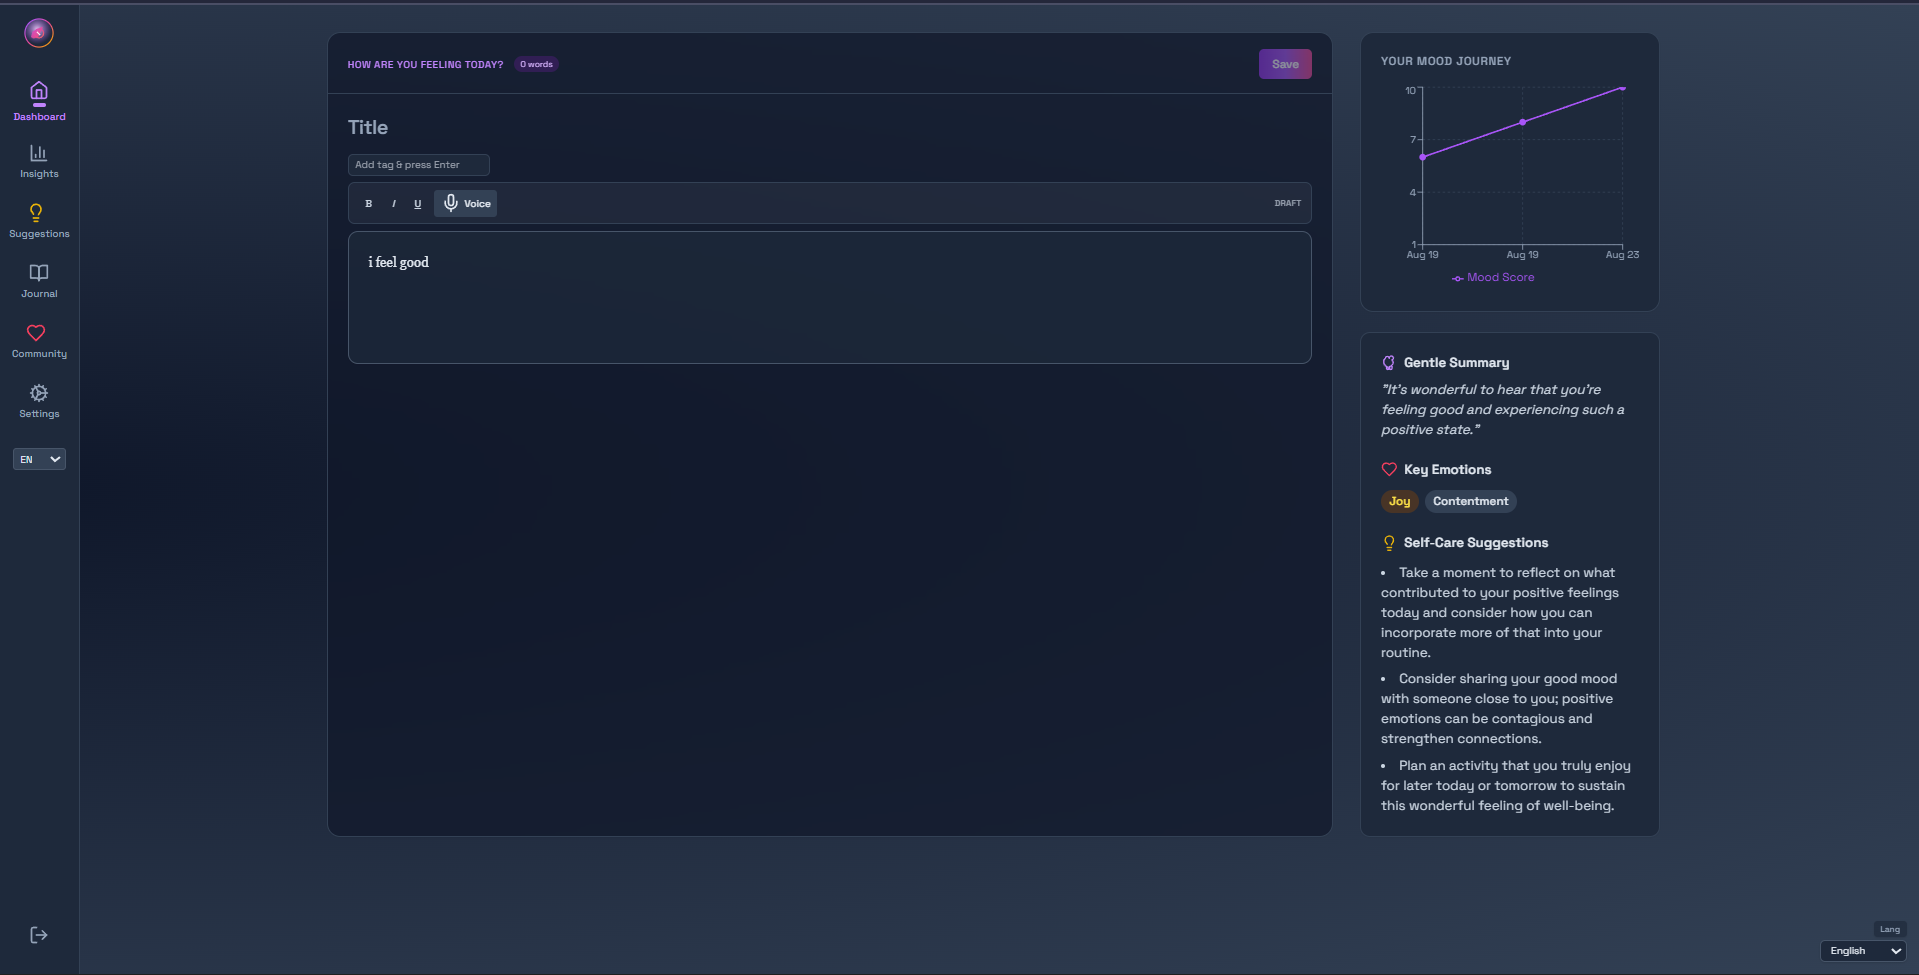 Dashboard
Insights
Suggestions
Journal
Community
Settings
EN
HOW ARE YOU FEELING TODAY? 0 words
Save
Title
Add tag & press Enter
B I U Voice
DRAFT
i feel good
YOUR MOOD JOURNEY
10
7
4
1
Aug 19 Aug 19 Aug 23
Mood Score
Gentle Summary
"It's wonderful to hear that you're
feeling good and experiencing such a
positive state."
Key Emotions
Joy Contentment
Self-Care Suggestions
• Take a moment to reflect on what
contributed to your positive feelings
today and consider how you can
incorporate more of that into your
routine.
• Consider sharing your good mood
with someone close to you; positive
emotions can be contagious and
strengthen connections.
• Plan an activity that you truly enjoy
for later today or tomorrow to sustain
this wonderful feeling of well-being.
Lang
English